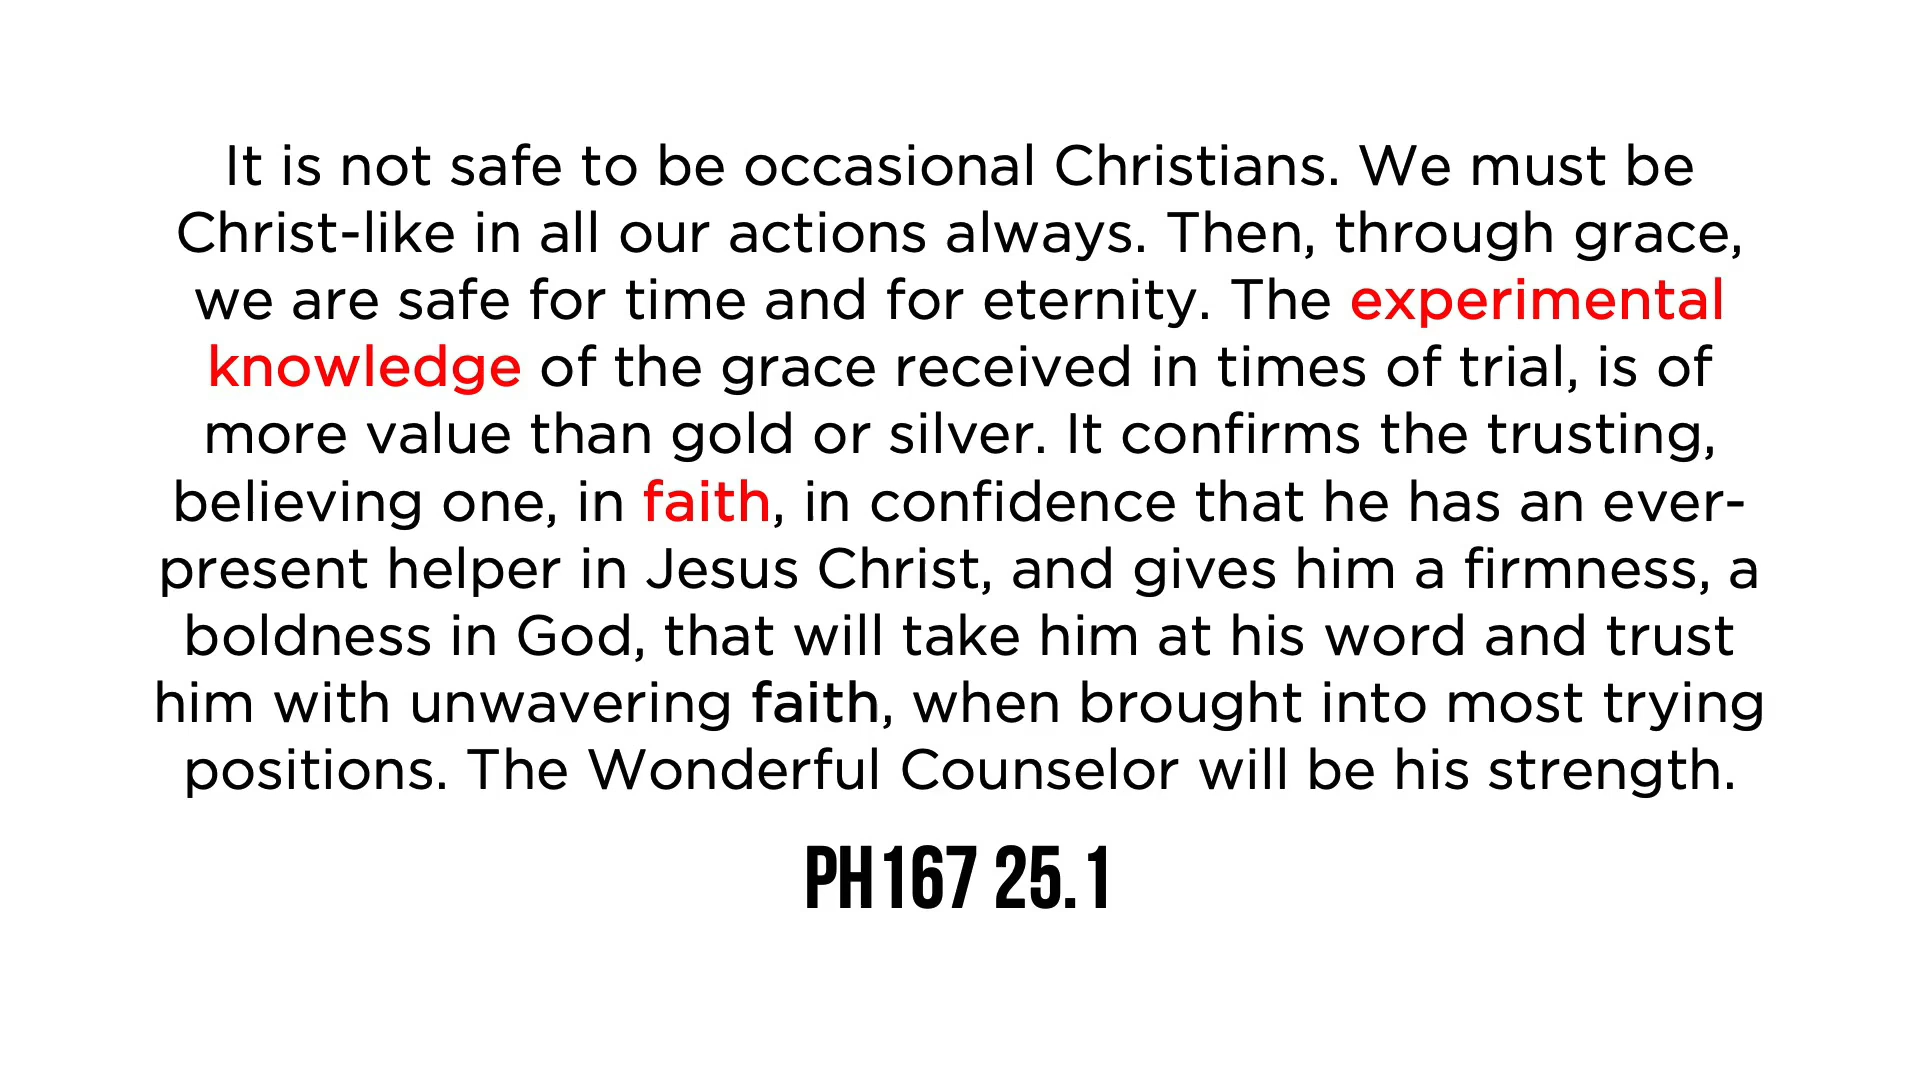 It is not safe to be occasional Christians. We must be
Christ-like in all our actions always. Then, through grace,
we are safe for time and for eternity. The experimental
knowledge of the grace received in times of trial, is of
more value than gold or silver. It confirms the trusting,
believing one, in faith, in confidence that he has an ever-
present helper in Jesus Christ, and gives him a firmness, a
boldness in God, that will take him at his word and trust
him with unwavering faith, when brought into most trying
positions. The Wonderful Counselor will be his strength.
PH167 25.1